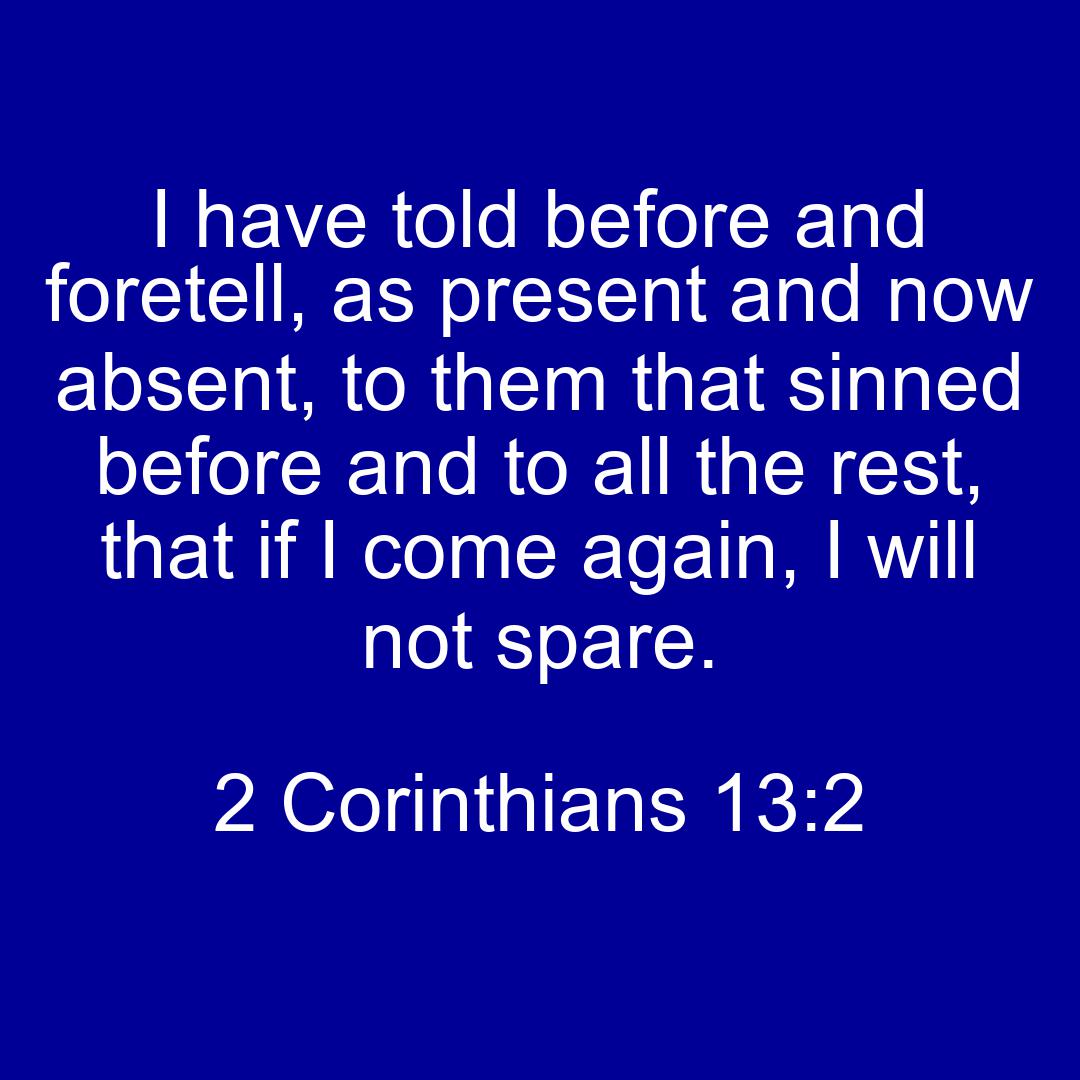 I have told before and
foretell, as present and now
absent, to them that sinned
before and to all the rest,
that if I come again, I will
not spare.
2 Corinthians 13:2